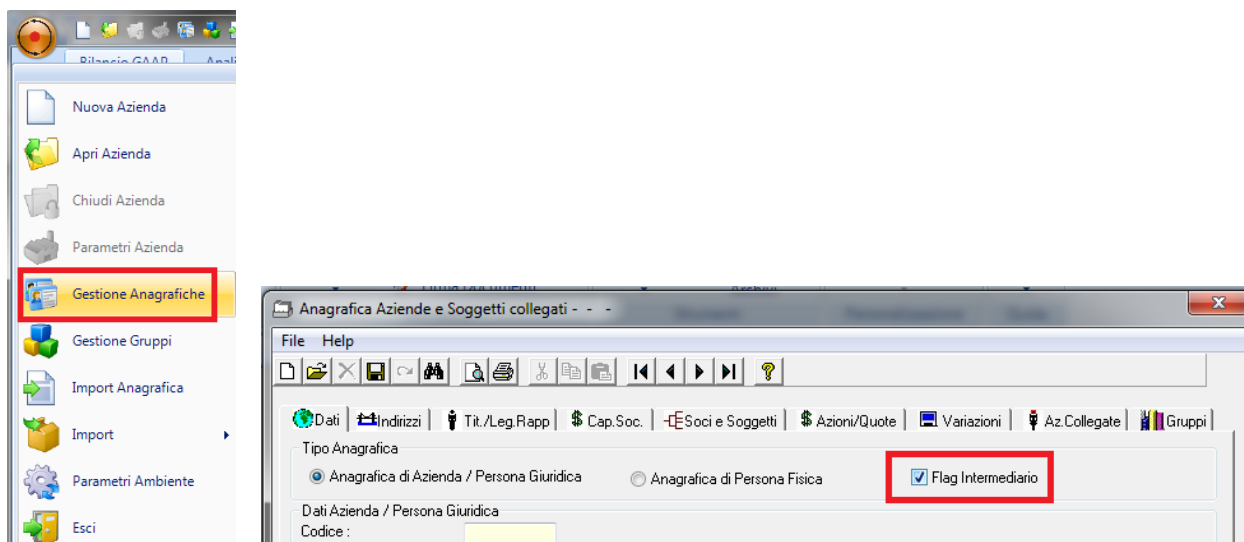 Bilancio GAAP Anali
Nuova Azienda
Apri Azienda
Chiudi Azienda
Parametri Azienda
Gestione Anagrafiche
Gestione Gruppi
Import Anagrafica
Import
Parametri Ambiente
Esci
Anagrafica Aziende e Soggetti collegati - - -
File Help
Dati Indirizzi Tit./Leg.Rapp Cap.Soc. Soci e Soggetti Azioni/Quote Variazioni Az.Collegate Gruppi
Tipo Anagrafica
Anagrafica di Azienda / Persona Giuridica Anagrafica di Persona Fisica Flag Intermediario
Dati Azienda / Persona Giuridica
Codice :